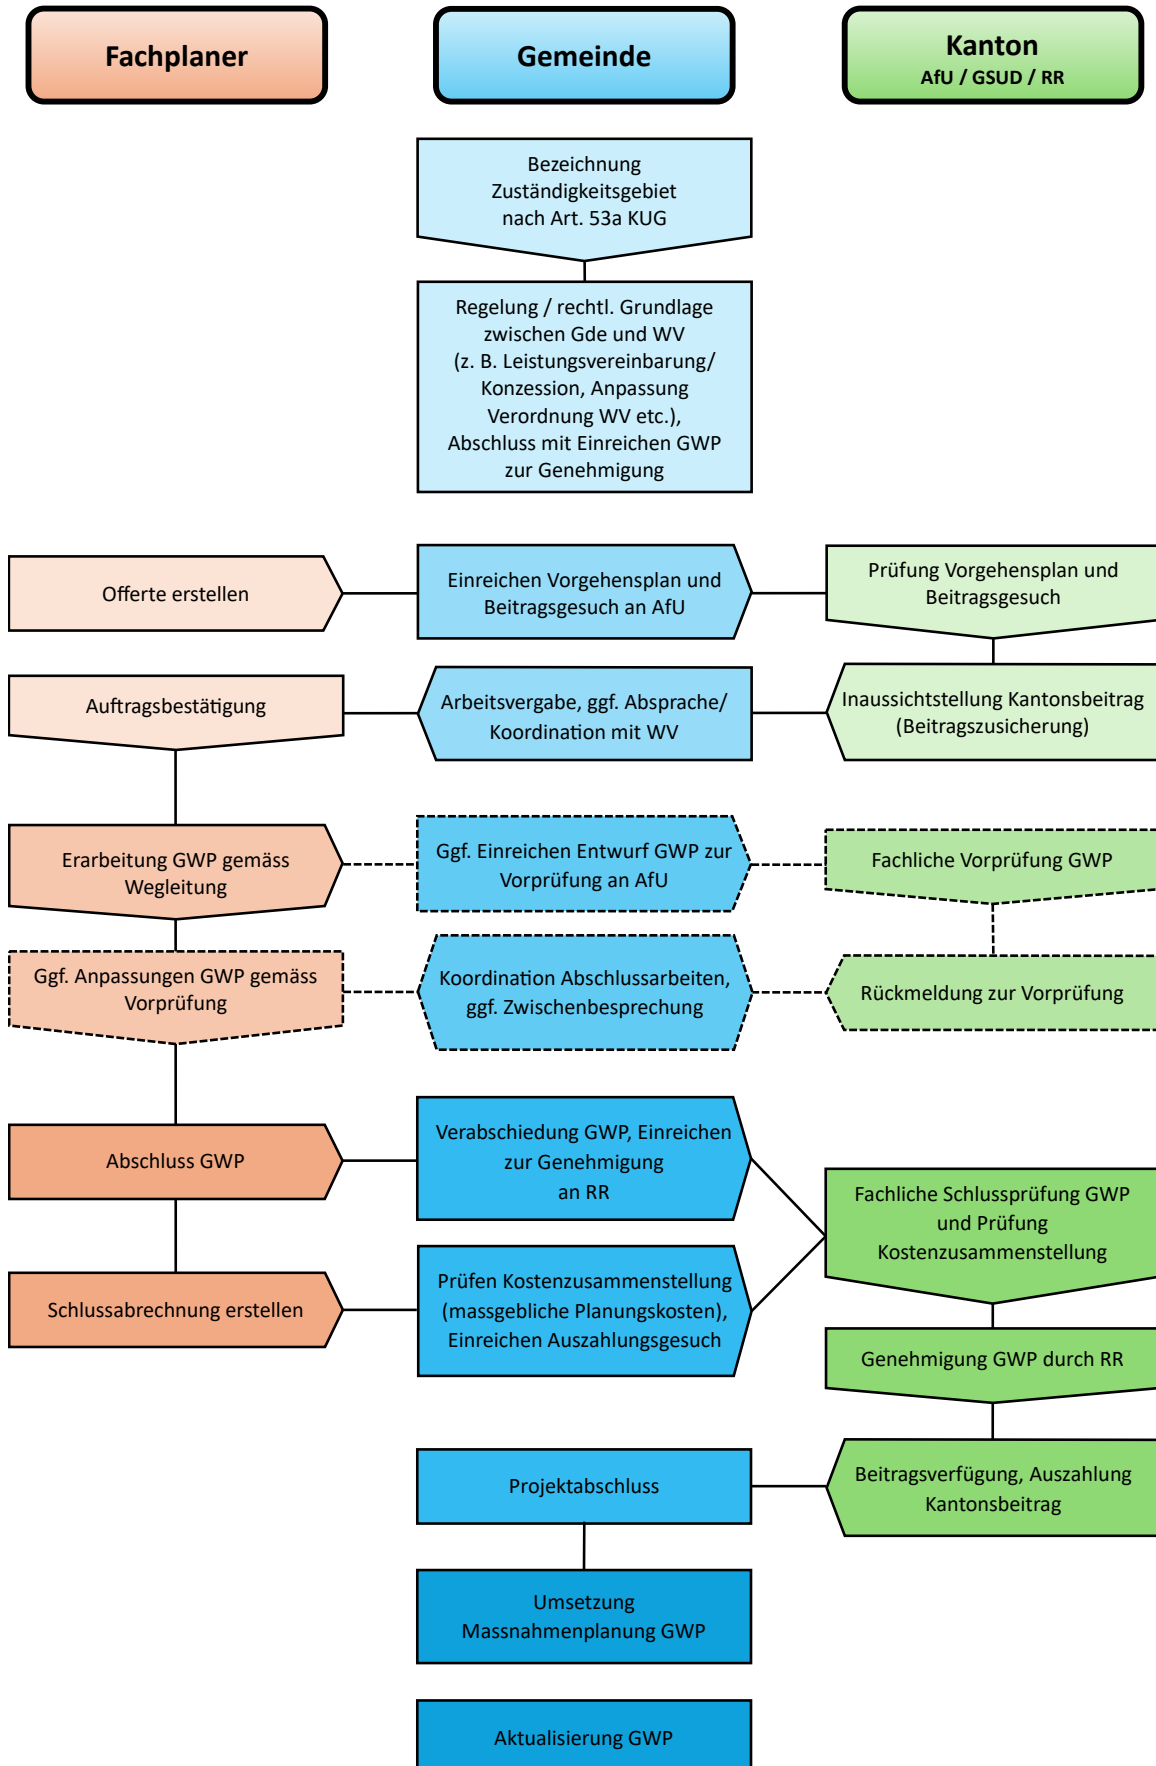 Fachplaner
Gemeinde
Kanton
AfU / GSUD / RR
Bezeichnung
Zuständigkeitsgebiet
nach Art. 53a KUG
Regelung / rechtl. Grundlage
zwischen Gde und WV
(z. B. Leistungsvereinbarung/
Konzession, Anpassung
Verordnung WV etc.),
Abschluss mit Einreichen GWP
zur Genehmigung
Offerte erstellen
Einreichen Vorgehensplan und
Beitragsgesuch an AfU
Prüfung Vorgehensplan und
Beitragsgesuch
Auftragsbestätigung
Arbeitsvergabe, ggf. Absprache/
Koordination mit WV
Inaussichtstellung Kantonsbeitrag
(Beitragszusicherung)
Erarbeitung GWP gemäss
Wegleitung
Ggf. Einreichen Entwurf GWP zur
Vorprüfung an AfU
Fachliche Vorprüfung GWP
Ggf. Anpassungen GWP gemäss
Vorprüfung
Koordination Abschlussarbeiten,
ggf. Zwischenbesprechung
Rückmeldung zur Vorprüfung
Abschluss GWP
Verabschiedung GWP, Einreichen
zur Genehmigung
an RR
Fachliche Schlussprüfung GWP
und Prüfung
Kostenzusammenstellung
Schlussabrechnung erstellen
Prüfen Kostenzusammenstellung
(massgebliche Planungskosten),
Einreichen Auszahlungsgesuch
Genehmigung GWP durch RR
Projektabschluss
Beitragsverfügung, Auszahlung
Kantonsbeitrag
Umsetzung
Massnahmenplanung GWP
Aktualisierung GWP